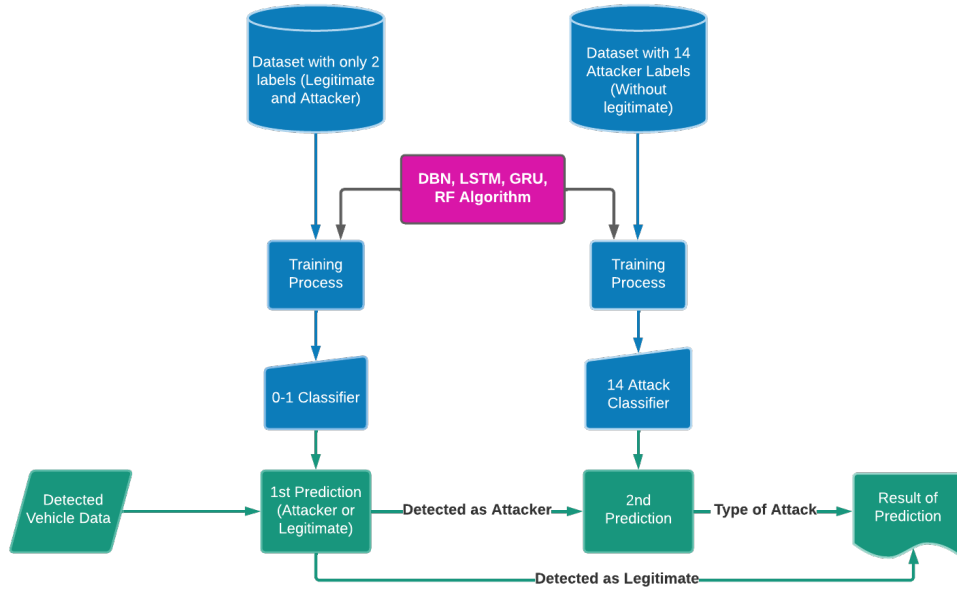 Dataset with only 2
labels (Legitimate
and Attacker)
Dataset with 14
Attacker Labels
(Without
legitimate)
DBN, LSTM, GRU,
RF Algorithm
Training
Process
Training
Process
0-1 Classifier
14 Attack
Classifier
Detected
Vehicle Data
1st Prediction
(Attacker or
Legitimate)
Detected as Attacker
2nd
Prediction
Type of Attack
Result of
Prediction
Detected as Legitimate